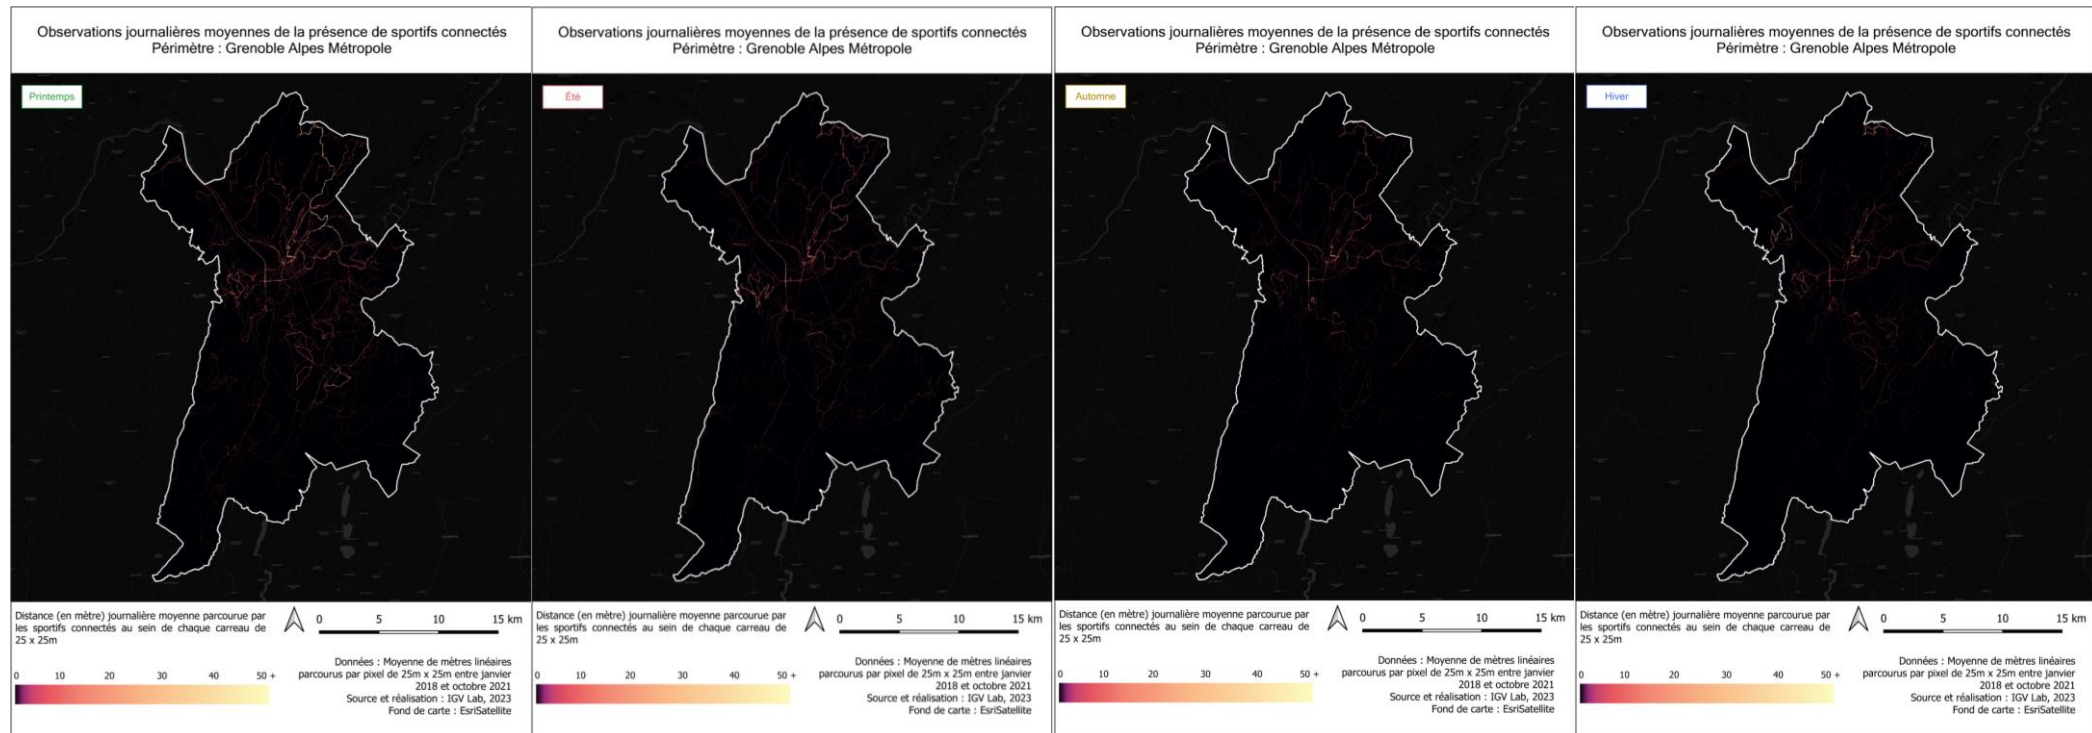 Observations journalières moyennes de la présence de sportifs connectés
Périmètre : Grenoble Alpes Métropole
Printemps
Distance (en mètre) journalière moyenne parcourue par
les sportifs connectés au sein de chaque carreau de
25 x 25m
0 5 10 15 km
0 10 20 30 40 50 +
Données : Moyenne de mètres linéaires
parcourus par pixel de 25m x 25m entre janvier
2018 et octobre 2021
Source et réalisation : IGV Lab, 2023
Fond de carte : EsriSatellite
Observations journalières moyennes de la présence de sportifs connectés
Périmètre : Grenoble Alpes Métropole
Été
Distance (en mètre) journalière moyenne parcourue par
les sportifs connectés au sein de chaque carreau de
25 x 25m
0 5 10 15 km
0 10 20 30 40 50 +
Données : Moyenne de mètres linéaires
parcourus par pixel de 25m x 25m entre janvier
2018 et octobre 2021
Source et réalisation : IGV Lab, 2023
Fond de carte : EsriSatellite
Observations journalières moyennes de la présence de sportifs connectés
Périmètre : Grenoble Alpes Métropole
Automne
Distance (en mètre) journalière moyenne parcourue par
les sportifs connectés au sein de chaque carreau de
25 x 25m
0 5 10 15 km
0 10 20 30 40 50 +
Données : Moyenne de mètres linéaires
parcourus par pixel de 25m x 25m entre janvier
2018 et octobre 2021
Source et réalisation : IGV Lab, 2023
Fond de carte : EsriSatellite
Observations journalières moyennes de la présence de sportifs connectés
Périmètre : Grenoble Alpes Métropole
Hiver
Distance (en mètre) journalière moyenne parcourue par
les sportifs connectés au sein de chaque carreau de
25 x 25m
0 5 10 15 km
0 10 20 30 40 50 +
Données : Moyenne de mètres linéaires
parcourus par pixel de 25m x 25m entre janvier
2018 et octobre 2021
Source et réalisation : IGV Lab, 2023
Fond de carte : EsriSatellite